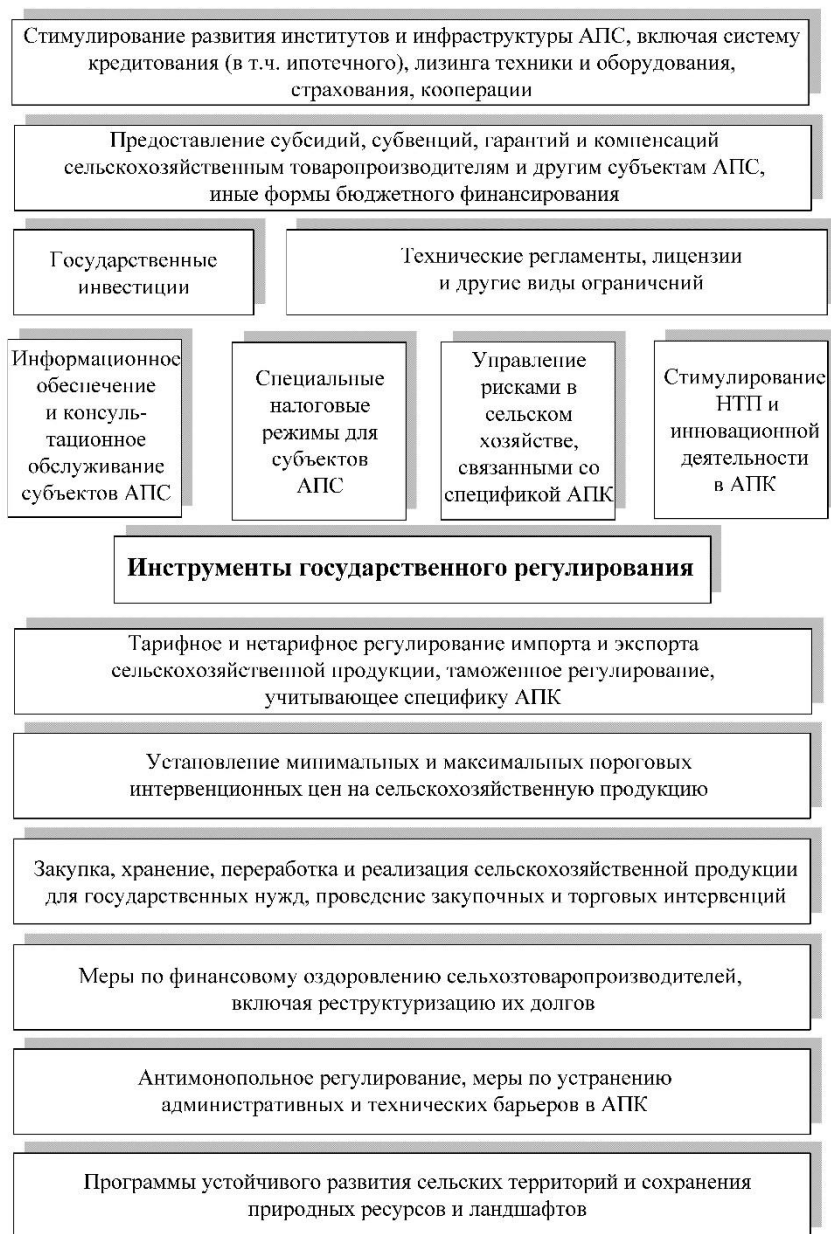 Стимулирование развития институтов и инфраструктуры АПС, включая систему
кредитования (в т.ч. ипотечного), лизинга техники и оборудования,
страхования, кооперации
Предоставление субсидий, субвенций, гарантий и компенсаций
сельскохозяйственным товаропроизводителям и другим субъектам АПС,
иные формы бюджетного финансирования
Государственные
инвестиции
Технические регламенты, лицензии
и другие виды ограничений
Информационное
обеспечение
и консуль-
тационное
обслуживание
субъектов АПС
Специальные
налоговые
режимы для
субъектов
АПС
Управление
рисками в
сельском
хозяйстве,
связанными со
спецификой АПК
Стимулирование
НТП и
инновационной
деятельности
в АПК
Инструменты государственного регулирования
Тарифное и нетарифное регулирование импорта и экспорта
сельскохозяйственной продукции, таможенное регулирование,
учитывающее специфику АПК
Установление минимальных и максимальных пороговых
интервенционных цен на сельскохозяйственную продукцию
Закупка, хранение, переработка и реализация сельскохозяйственной продукции
для государственных нужд, проведение закупочных и торговых интервенций
Меры по финансовому оздоровлению сельхозтоваропроизводителей,
включая реструктуризацию их долгов
Антимонопольное регулирование, меры по устранению
административных и технических барьеров в АПК
Программы устойчивого развития сельских территорий и сохранения
природных ресурсов и ландшафтов